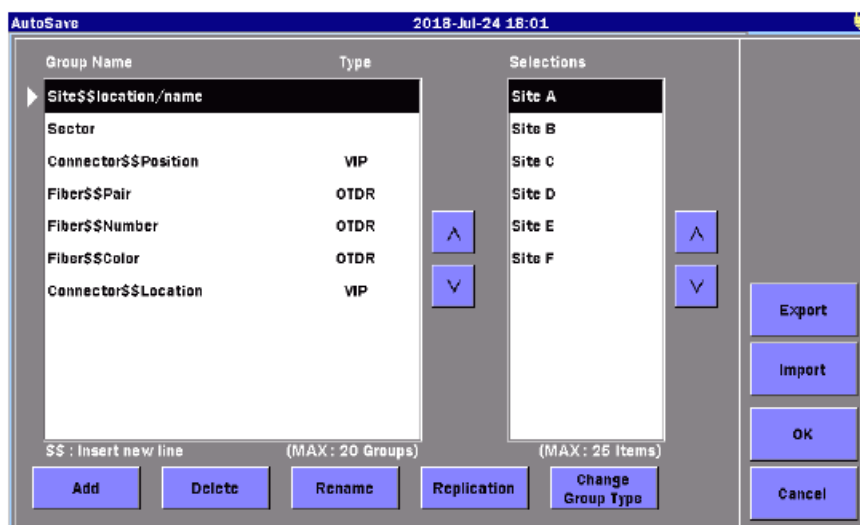 AutoSave 2018-Jul-24 18:01
Group Name Type Selections
Site$$location/name Site A
Sector Site B
Connector$$Position VIP Site C
Fiber$$Pair OTDR Site D
Fiber$$Number OTDR Site E
Fiber$$Color OTDR Site F
Connector$$Location VIP
Export
Import
OK
Cancel
$$ : Insert new line (MAX : 20 Groups) (MAX : 25 Items)
Add Delete Rename Replication Change
Group Type